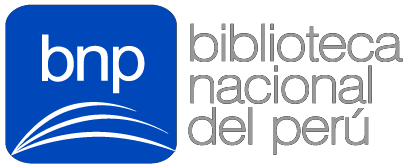 bnp
biblioteca
nacional
del perú